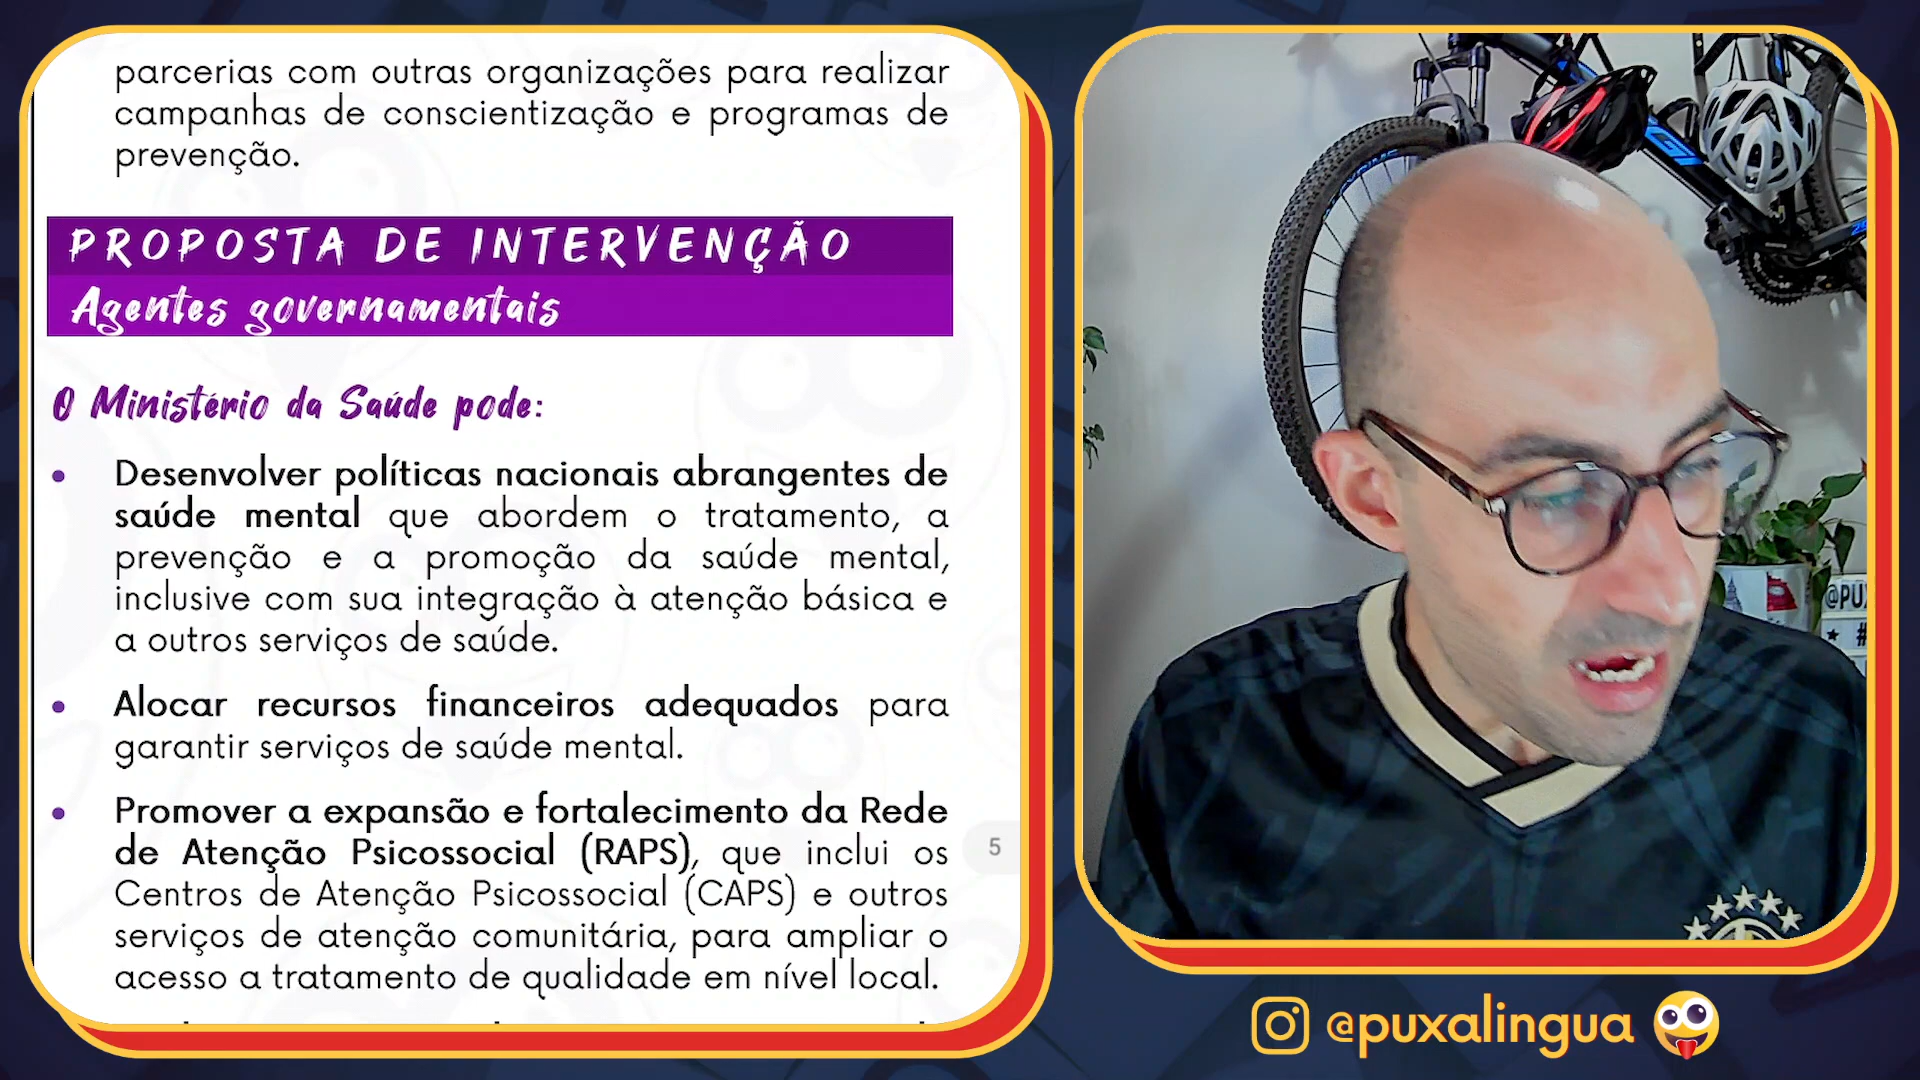 parcerias com outras organizações para realizar
campanhas de conscientização e programas de
prevenção.
PROPOSTA DE INTERVENÇÃO
Agentes governamentais
O Ministério da Saúde pode:
• Desenvolver políticas nacionais abrangentes de
saúde mental que abordem o tratamento, a
prevenção e a promoção da saúde mental,
inclusive com sua integração à atenção básica e
a outros serviços de saúde.
• Alocar recursos financeiros adequados para
garantir serviços de saúde mental.
• Promover a expansão e fortalecimento da Rede
de Atenção Psicossocial (RAPS), que inclui os
Centros de Atenção Psicossocial (CAPS) e outros
serviços de atenção comunitária, para ampliar o
acesso a tratamento de qualidade em nível local.
5
@PU
@puxalingua